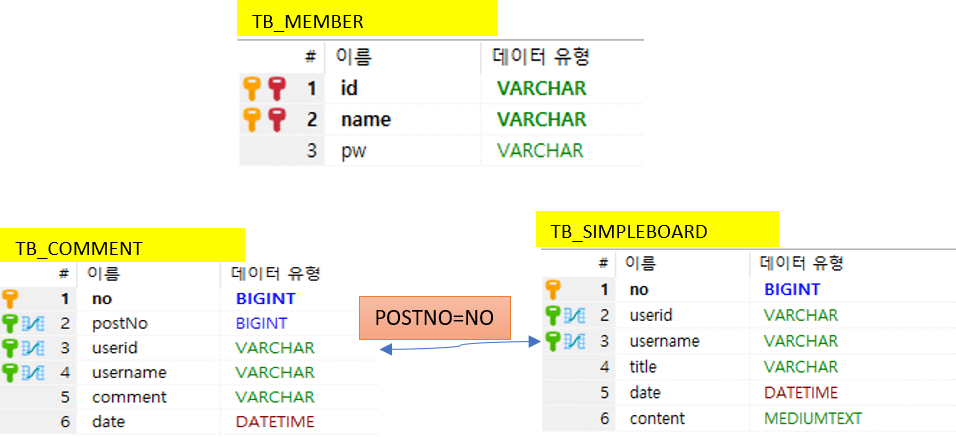 TB_MEMBER
# 이름 데이터 유형
1 id VARCHAR
2 name VARCHAR
3 pw VARCHAR
TB_COMMENT
# 이름 데이터 유형
1 no BIGINT
2 postNo BIGINT
3 userid VARCHAR
4 username VARCHAR
5 comment VARCHAR
6 date DATETIME
POSTNO=NO
TB_SIMPLEBOARD
# 이름 데이터 유형
1 no BIGINT
2 userid VARCHAR
3 username VARCHAR
4 title VARCHAR
5 date DATETIME
6 content MEDIUMTEXT